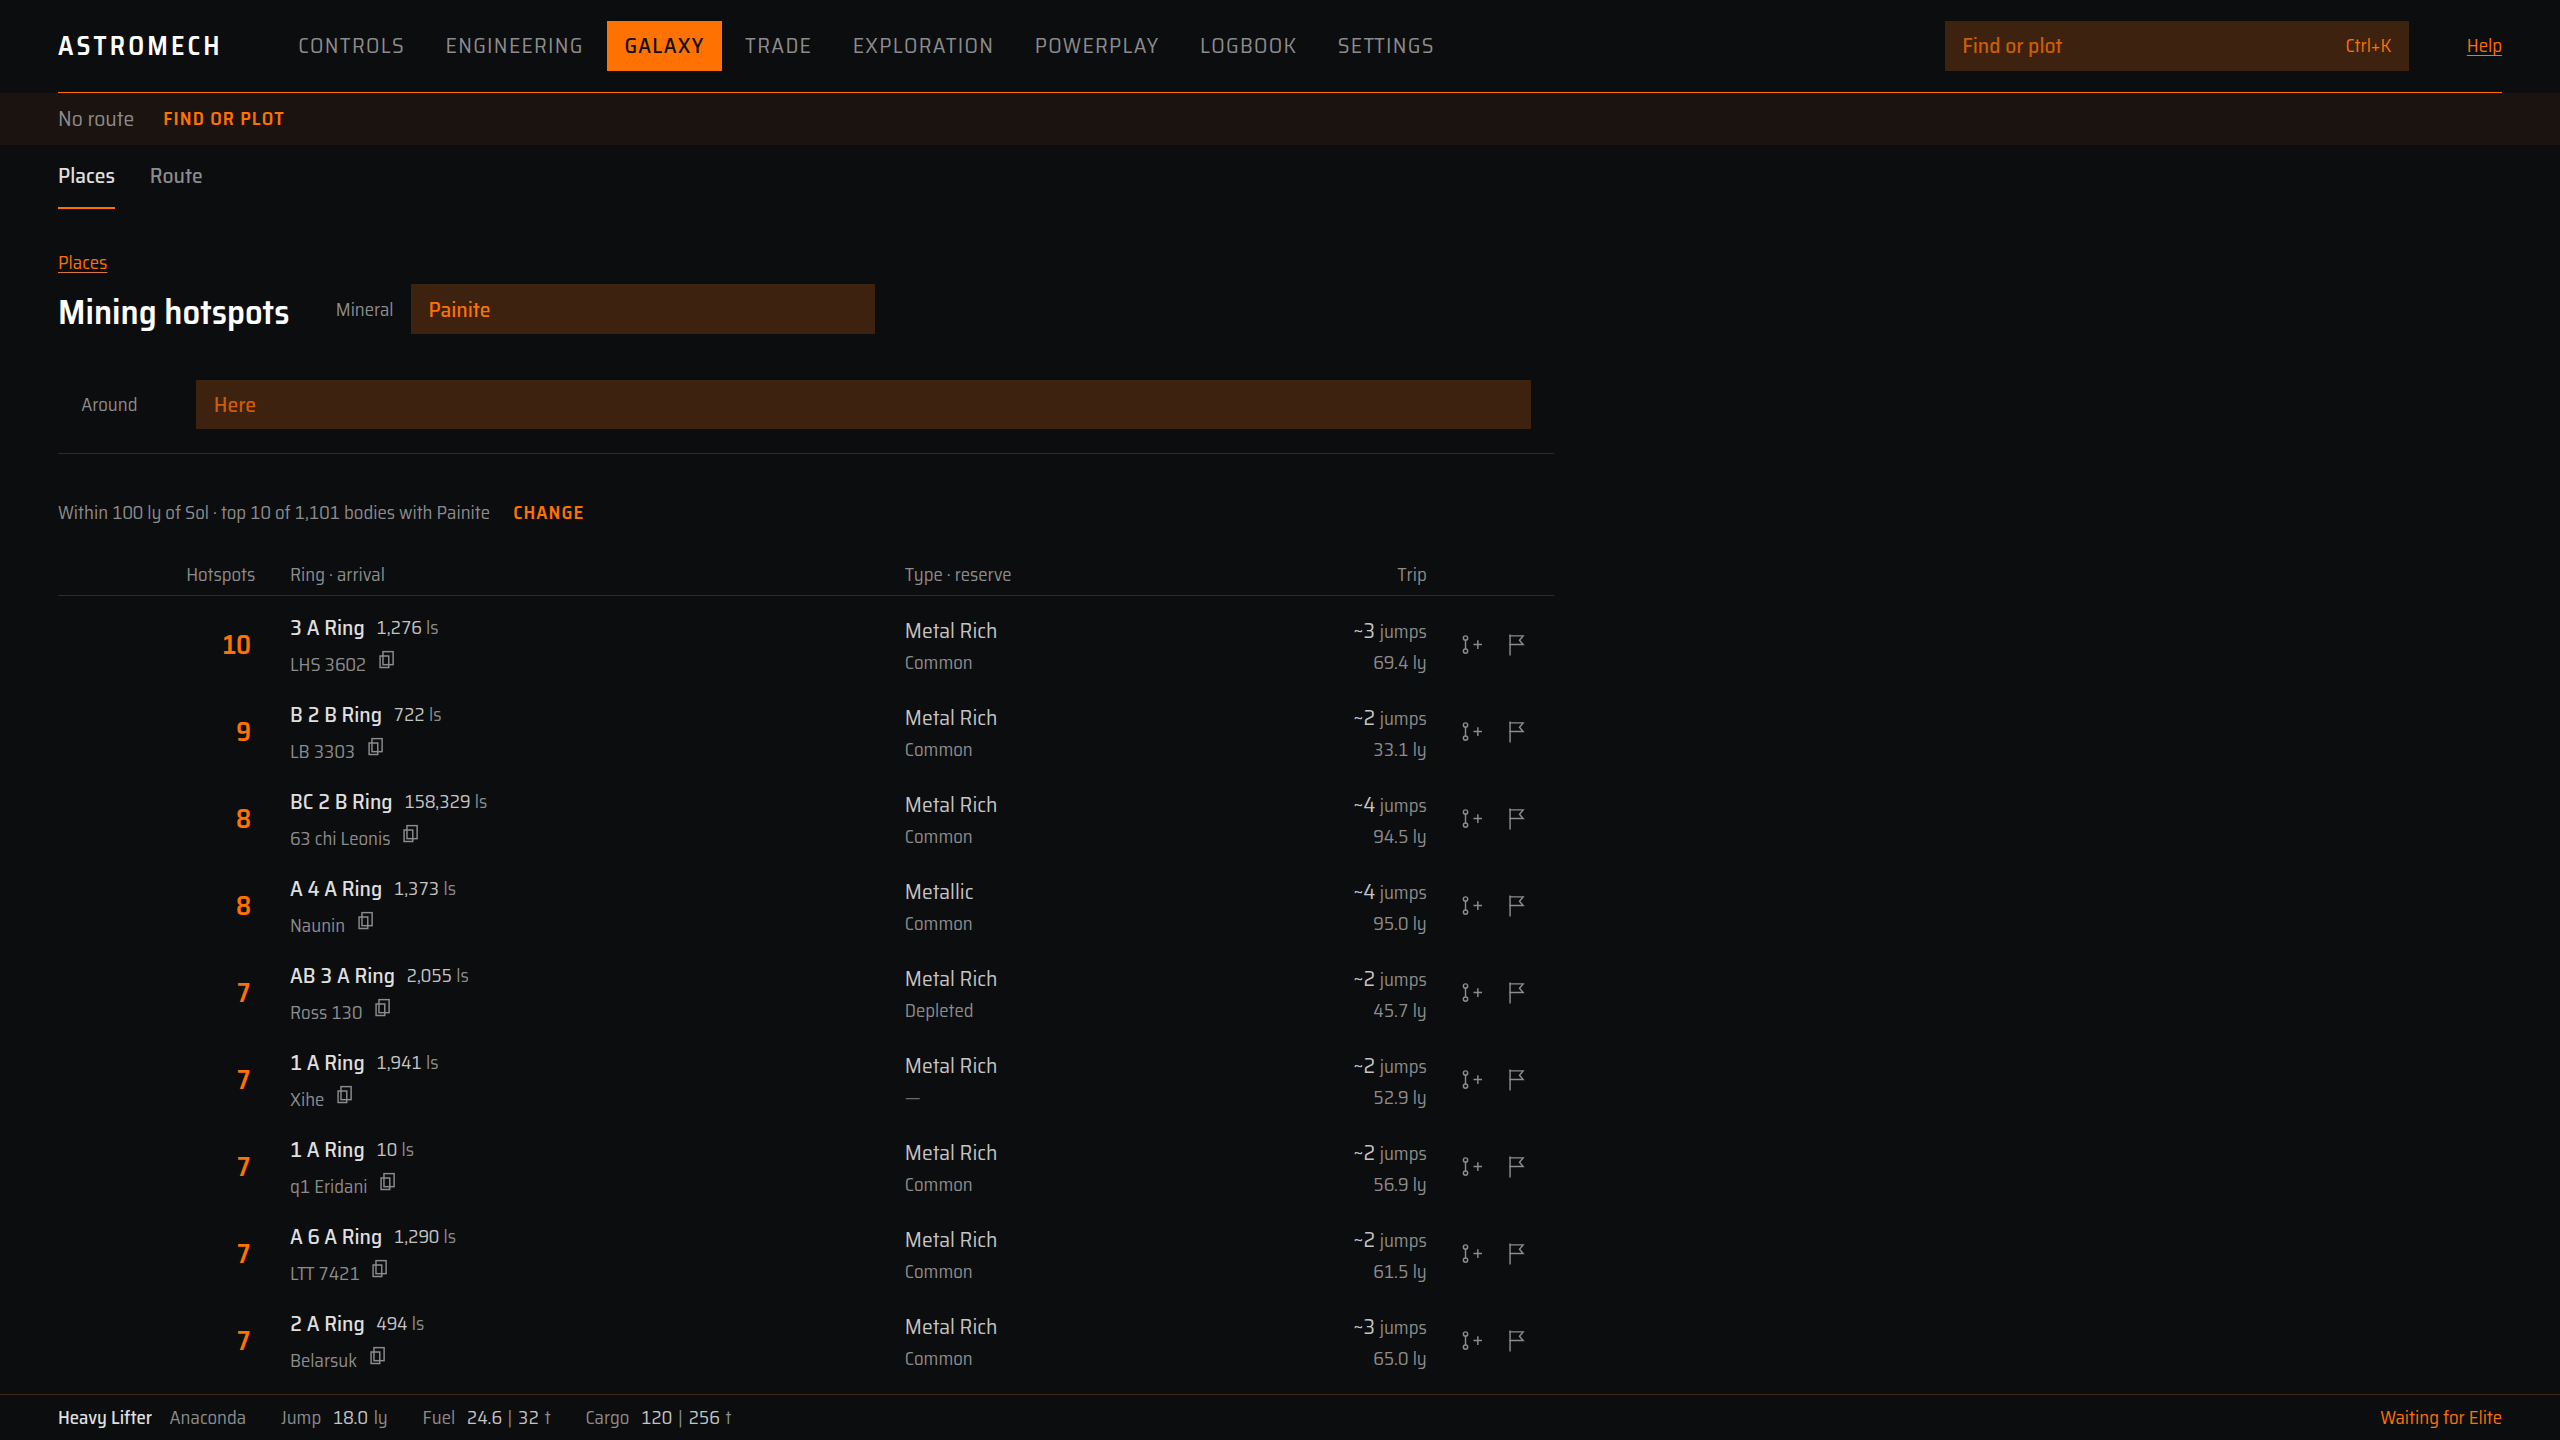 ASTROMECH CONTROLS ENGINEERING GALAXY TRADE EXPLORATION POWERPLAY LOGBOOK SETTINGS Find or plot Ctrl+K Help
No route FIND OR PLOT
Places Route
Places
Mining hotspots Mineral Painite
Around Here
Within 100 ly of Sol · top 10 of 1,101 bodies with Painite CHANGE
Hotspots Ring · arrival Type · reserve Trip
10 3 A Ring 1,276 ls Metal Rich ~3 jumps
LHS 3602 Common 69.4 ly
9 B 2 B Ring 722 ls Metal Rich ~2 jumps
LB 3303 Common 33.1 ly
8 BC 2 B Ring 158,329 ls Metal Rich ~4 jumps
63 chi Leonis Common 94.5 ly
8 A 4 A Ring 1,373 ls Metallic ~4 jumps
Naunin Common 95.0 ly
7 AB 3 A Ring 2,055 ls Metal Rich ~2 jumps
Ross 130 Depleted 45.7 ly
7 1 A Ring 1,941 ls Metal Rich ~2 jumps
Xihe — 52.9 ly
7 1 A Ring 10 ls Metal Rich ~2 jumps
q1 Eridani Common 56.9 ly
7 A 6 A Ring 1,290 ls Metal Rich ~2 jumps
LTT 7421 Common 61.5 ly
7 2 A Ring 494 ls Metal Rich ~3 jumps
Belarsuk Common 65.0 ly
Heavy Lifter Anaconda Jump 18.0 ly Fuel 24.6 | 32 t Cargo 120 | 256 t Waiting for Elite